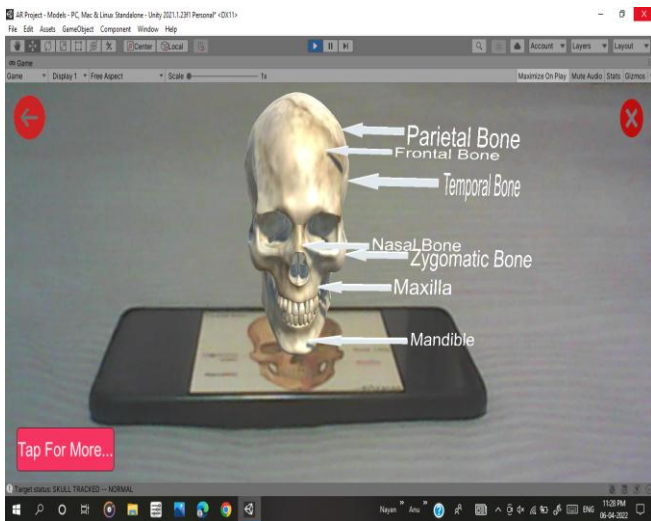 AR Project - Models - PC, Mac & Linux Standalone - Unity 2021.1.23f1 Personal* <DX11>
File Edit Assets GameObject Component Window Help
Center Local Account Layers Layout
Game
Game Display 1 Free Aspect Scale 1x Maximize On Play Mute Audio Stats Gizmos
Parietal Bone
Frontal Bone
Temporal Bone
Nasal Bone
Zygomatic Bone
Maxilla
Mandible
Tap For More...
Target status: SKULL TRACKED -- NORMAL
Nayan " Anu " ENG 11:28 PM
06-04-2022